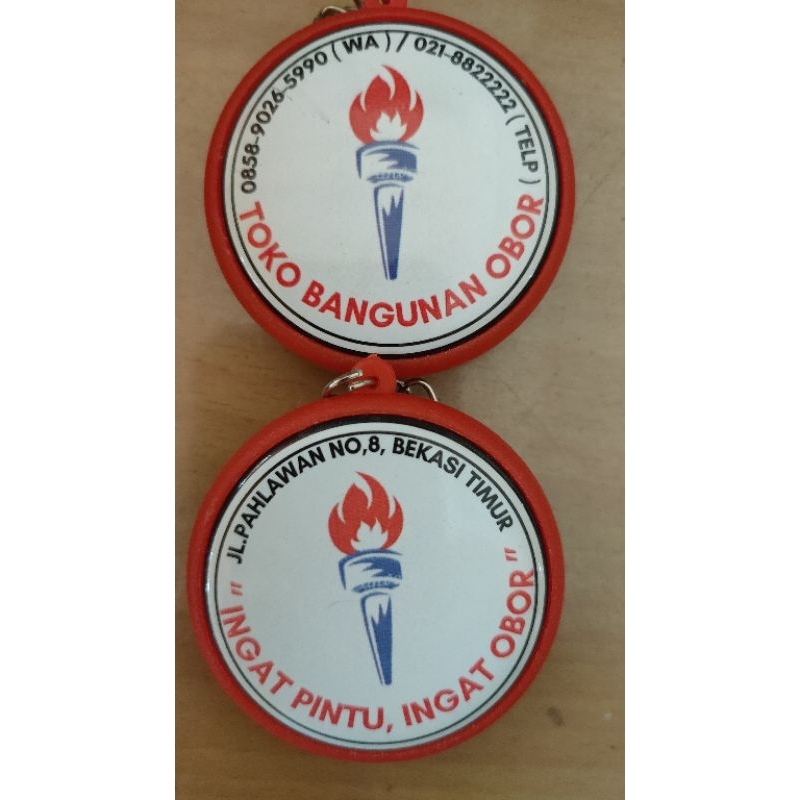 0858-9026-5990 ( WA ) / 021-8822222 ( TELP )
TOKO BANGUNAN OBOR
JL.PAHLAWAN NO,8, BEKASI TIMUR
" INGAT PINTU, INGAT OBOR "